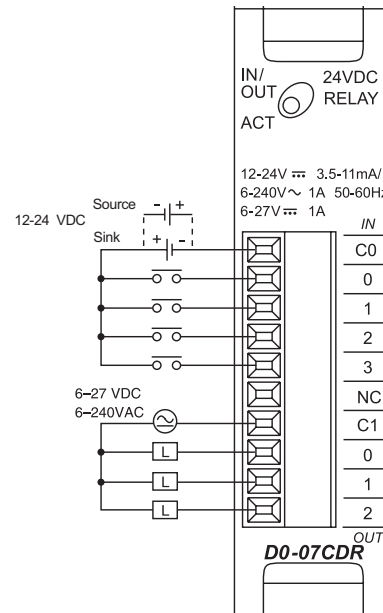 IN/
OUT
ACT
24VDC
RELAY
12-24V ⎓ 3.5-11mA/
6-240V ~ 1A 50-60Hz
6-27V ⎓ 1A
Source
- +
12-24 VDC
Sink
+ -
IN
C0
0
1
2
3
NC
6–27 VDC
6–240VAC
C1
L 0
L 1
L 2
OUT
D0-07CDR